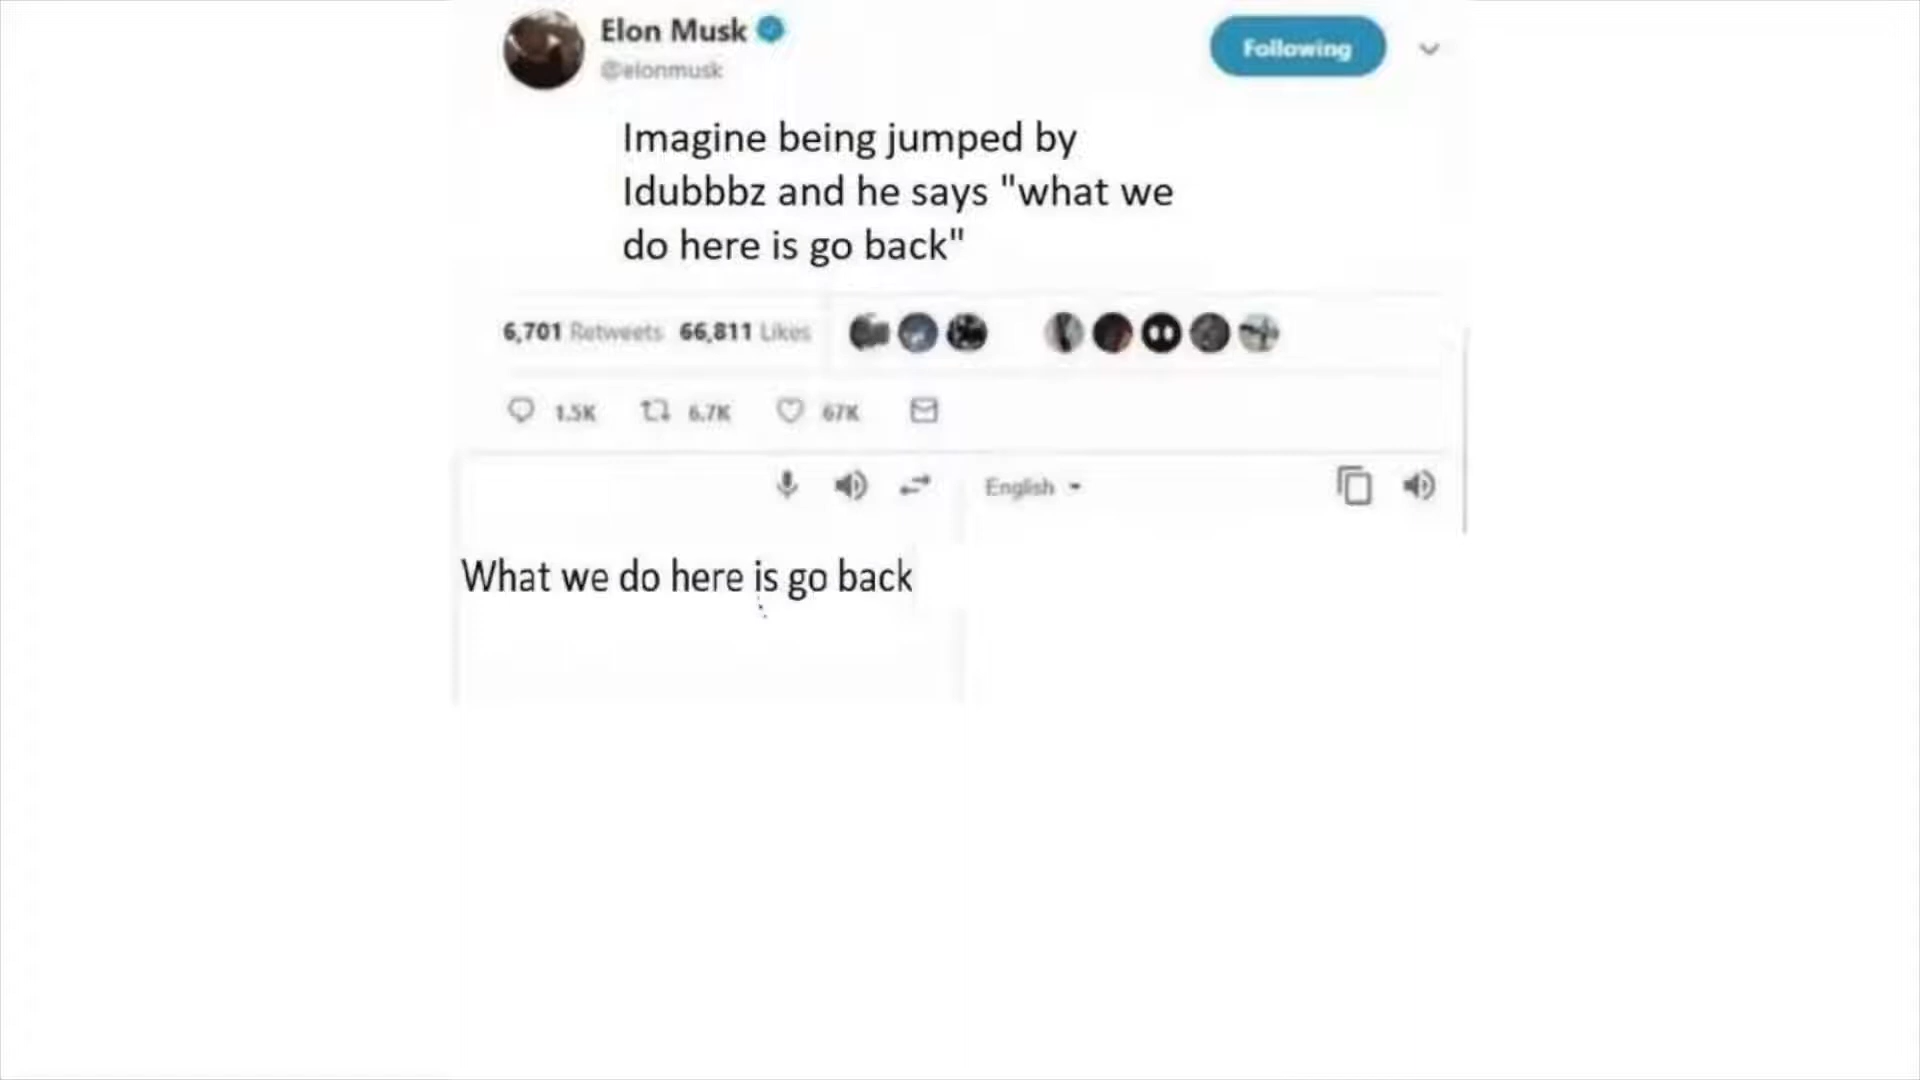 Elon Musk
@elonmusk
Following
Imagine being jumped by
Idubbbz and he says "what we
do here is go back"
6,701 Retweets 66,811 Likes
1.5K 6.7K 67K
English
What we do here is go back